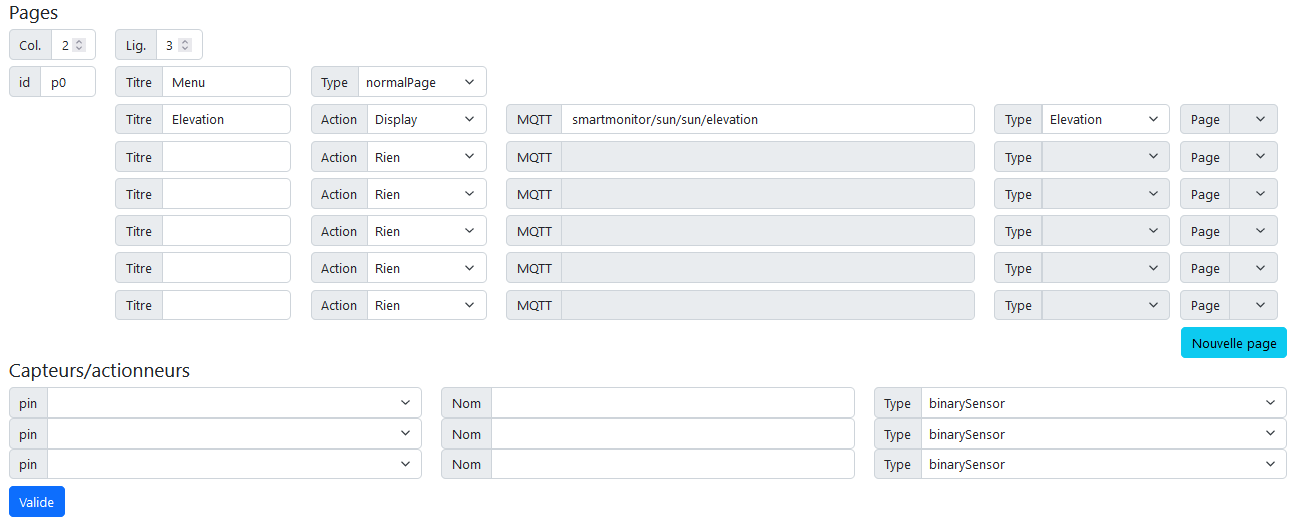 Pages
Col. 2 Lig. 3
id p0 Titre Menu Type normalPage
Titre Elevation Action Display MQTT smartmonitor/sun/sun/elevation Type Elevation Page
Titre Action Rien MQTT Type Page
Titre Action Rien MQTT Type Page
Titre Action Rien MQTT Type Page
Titre Action Rien MQTT Type Page
Titre Action Rien MQTT Type Page
Nouvelle page
Capteurs/actionneurs
pin Nom Type binarySensor
pin Nom Type binarySensor
pin Nom Type binarySensor
Valide